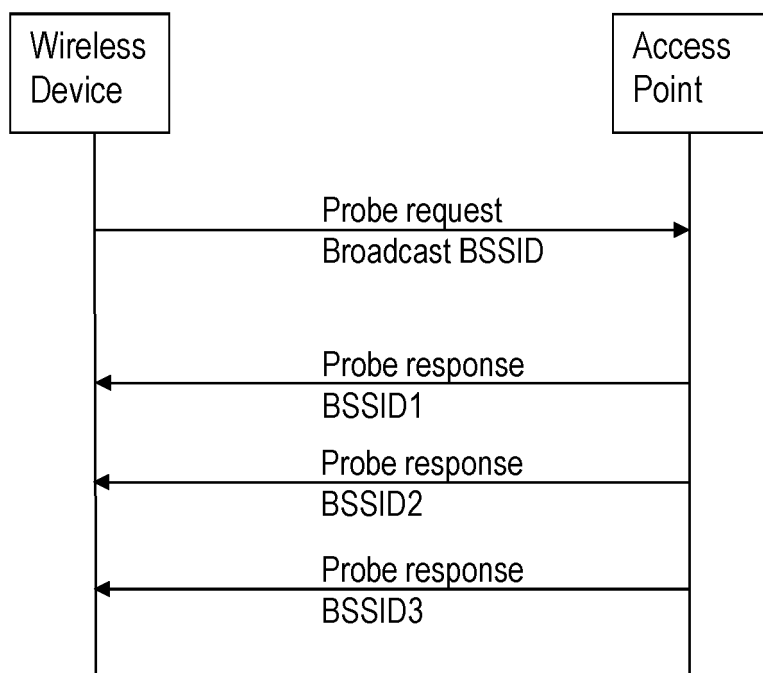 Wireless
Device
Access
Point
Probe request
Broadcast BSSID
Probe response
BSSID1
Probe response
BSSID2
Probe response
BSSID3